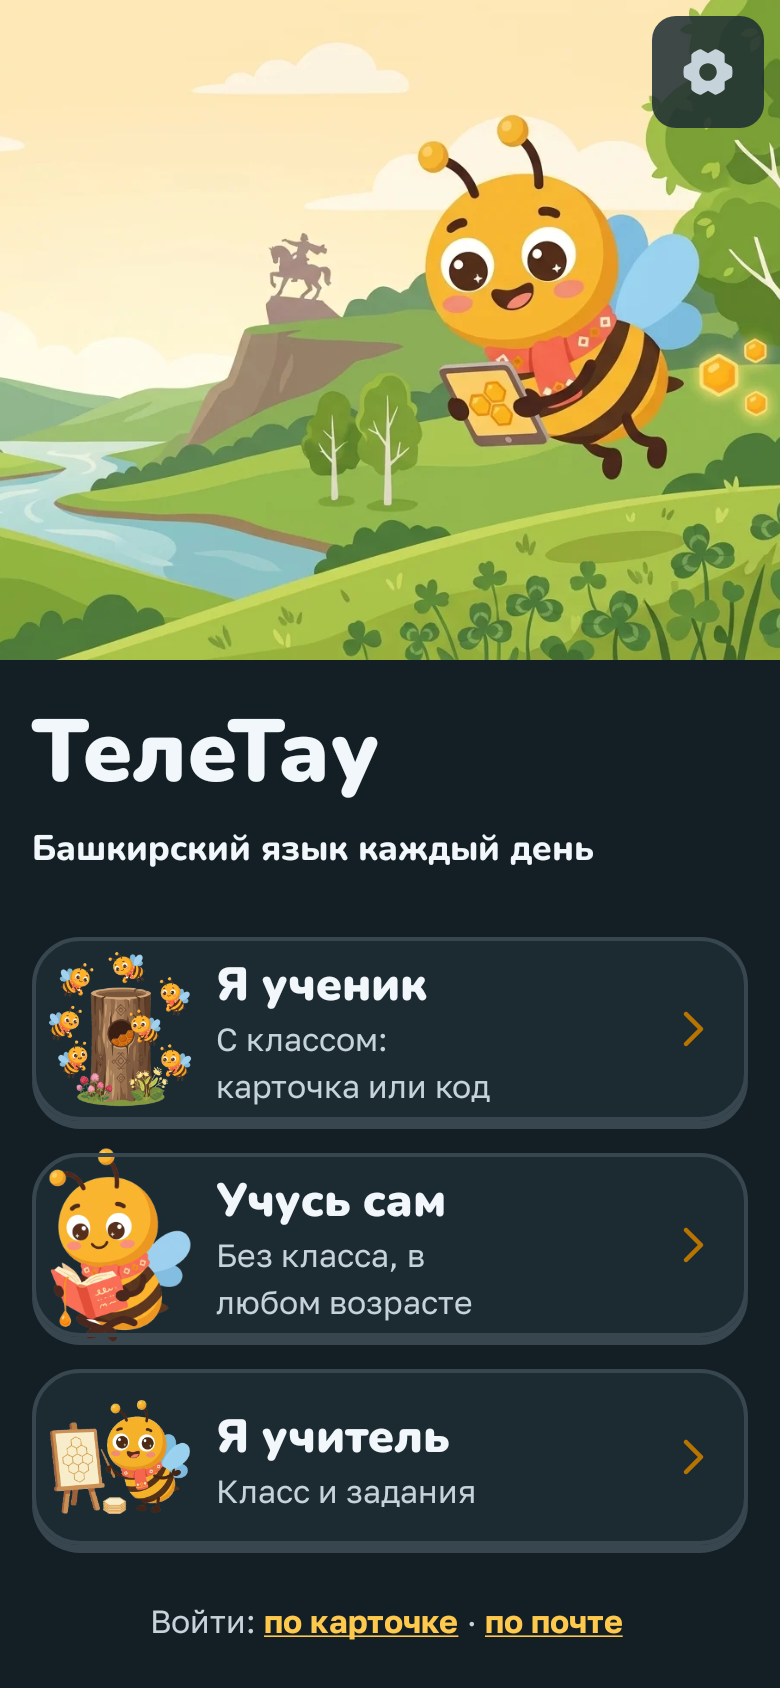 ТелеТау
Башкирский язык каждый день
Я ученик
С классом:
карточка или код
Учусь сам
Без класса, в
любом возрасте
Я учитель
Класс и задания
Войти: по карточке · по почте